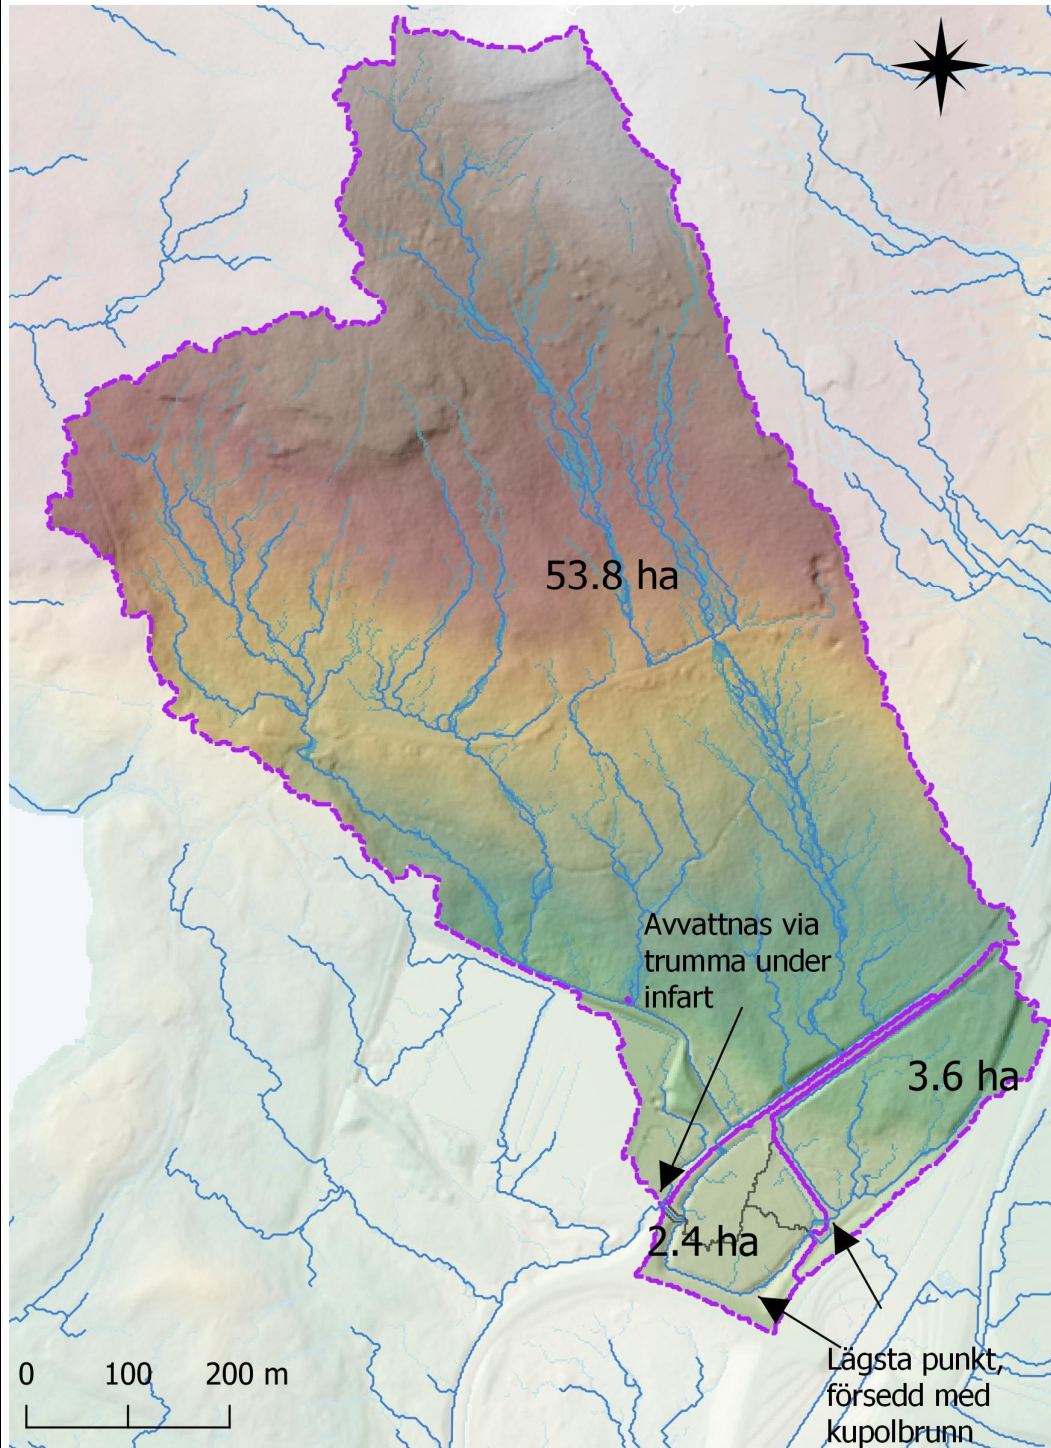 53.8 ha
Avvattnas via
trumma under
infart
3.6 ha
2.4 ha
Lägsta punkt,
försedd med
kupolbrunn
0 100 200 m